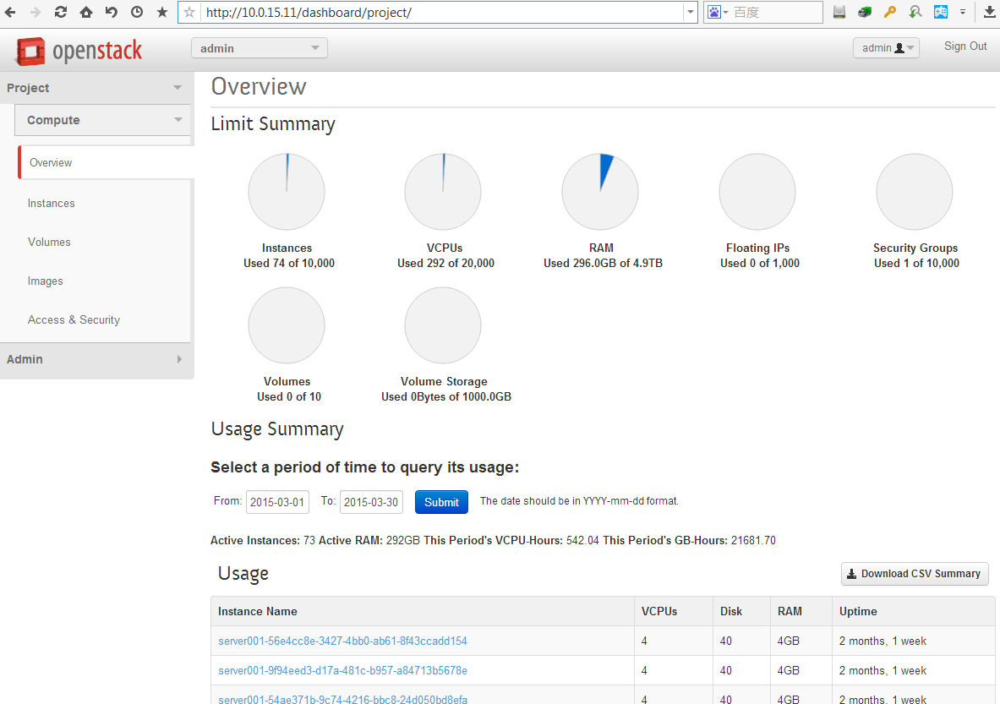 http://10.0.15.11/dashboard/project/
百度
openstack
admin
admin
Sign Out
Project
Compute
Overview
Instances
Volumes
Images
Access & Security
Admin
Overview
Limit Summary
Instances
Used 74 of 10,000
VCPUs
Used 292 of 20,000
RAM
Used 296.0GB of 4.9TB
Floating IPs
Used 0 of 1,000
Security Groups
Used 1 of 10,000
Volumes
Used 0 of 10
Volume Storage
Used 0Bytes of 1000.0GB
Usage Summary
Select a period of time to query its usage:
From: 2015-03-01 To: 2015-03-30 Submit The date should be in YYYY-mm-dd format.
Active Instances: 73 Active RAM: 292GB This Period's VCPU-Hours: 542.04 This Period's GB-Hours: 21681.70
Usage
Download CSV Summary
Instance Name VCPUs Disk RAM Uptime
server001-56e4cc8e-3427-4bb0-ab61-8f43ccadd154 4 40 4GB 2 months, 1 week
server001-9f94eed3-d17a-481c-b957-a84713b5678e 4 40 4GB 2 months, 1 week
server001-54ae371b-9c74-4216-bbc8-24d050bd8efa 4 40 4GB 2 months, 1 week